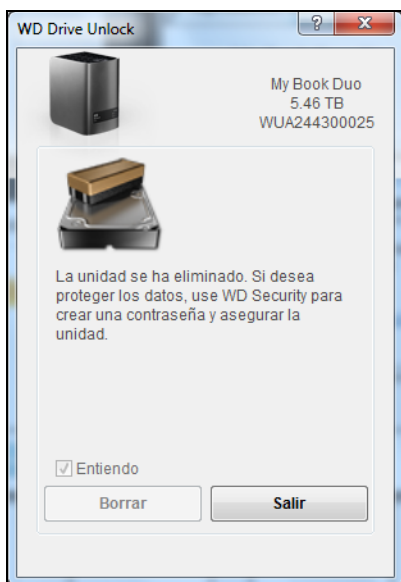 WD Drive Unlock
My Book Duo
5.46 TB
WUA244300025
La unidad se ha eliminado. Si desea
proteger los datos, use WD Security para
crear una contraseña y asegurar la
unidad.
Entiendo
Borrar
Salir